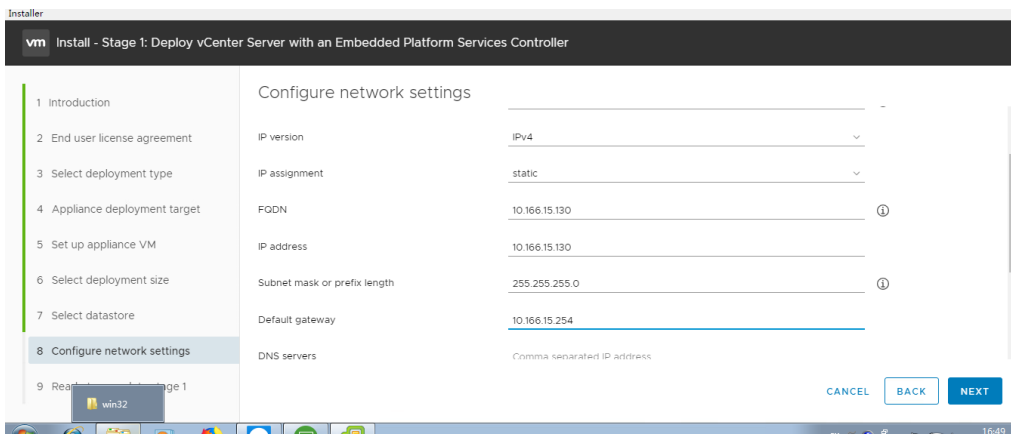 Installer
vm Install - Stage 1: Deploy vCenter Server with an Embedded Platform Services Controller
1 Introduction
2 End user license agreement
3 Select deployment type
4 Appliance deployment target
5 Set up appliance VM
6 Select deployment size
7 Select datastore
8 Configure network settings
9 Rea
ge 1
win32
Configure network settings
IP version IPv4
IP assignment static
FQDN 10.166.15.130
IP address 10.166.15.130
Subnet mask or prefix length 255.255.255.0
Default gateway 10.166.15.254
DNS servers Comma separated IP address
CANCEL BACK NEXT
16:49